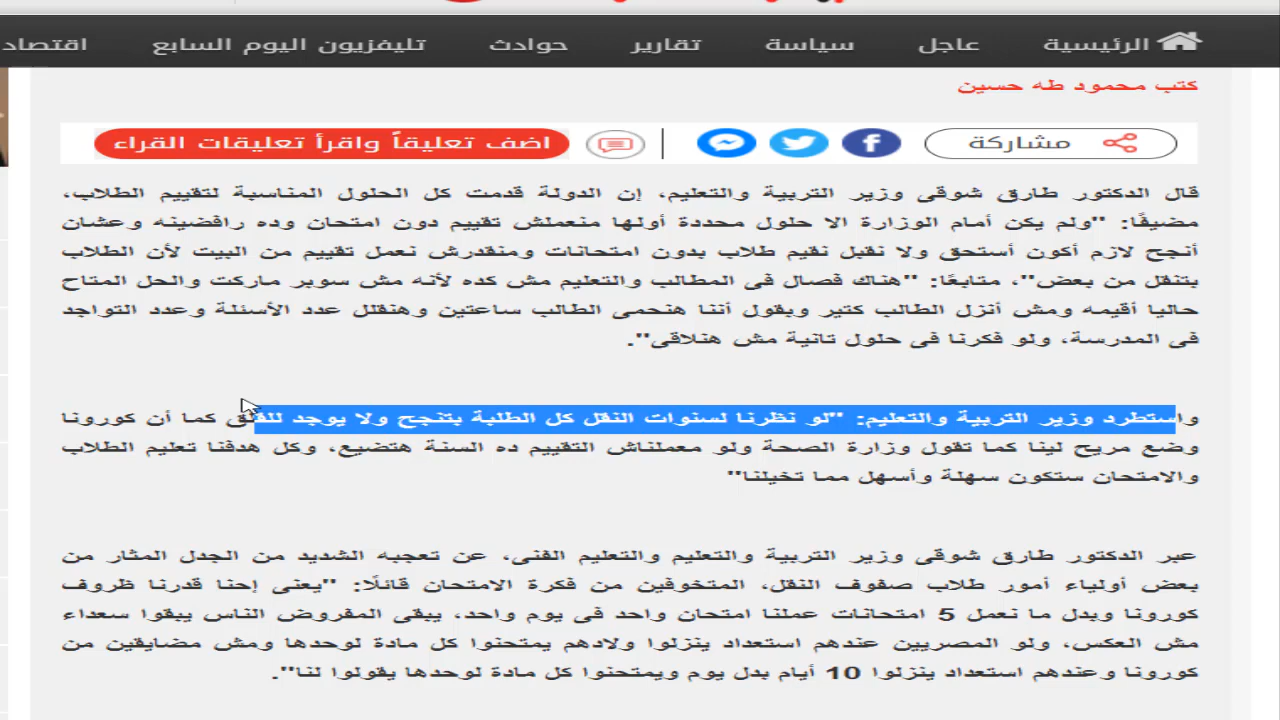 الرئيسية عاجل سياسة تقارير حوادث تليفزيون اليوم السابع اقتصاد
كتب محمود طه حسين
مشاركة اضف تعليقاً واقرأ تعليقات القراء
قال الدكتور طارق شوقى وزير التربية والتعليم، إن الدولة قدمت كل الحلول المناسبة لتقييم الطلاب،
مضيفًا: "ولم يكن أمام الوزارة الا حلول محددة أولها منعملش تقييم دون امتحان وده راقضينه وعشان
أنجح لازم أكون أستحق ولا نقبل نقيم طلاب بدون امتحانات ومنقدرش نعمل تقييم من البيت لأن الطلاب
بتنقل من بعض"، متابعًا: "هناك فصال فى المطالب والتعليم مش كده لأنه مش سوبر ماركت والحل المتاح
حاليا أقيمه ومش أنزل الطالب كتير وبقول أننا هنحمى الطالب ساعتين وهنقلل عدد الأسئلة وعدد التواجد
فى المدرسة، ولو فكرنا فى حلول تانية مش هنلاقى".
واستطرد وزير التربية والتعليم: "لو نظرنا لسنوات النقل كل الطلبة بتنجح ولا يوجد للقلق كما أن كورونا
وضع مريح لينا كما تقول وزارة الصحة ولو معملناش التقييم ده السنة هتضيع، وكل هدفنا تعليم الطلاب
والامتحان ستكون سهلة وأسهل مما تخيلنا"
عبر الدكتور طارق شوقى وزير التربية والتعليم والتعليم الفنى، عن تعجبه الشديد من الجدل المثار من
بعض أولياء أمور طلاب صفوف النقل، المتخوفين من فكرة الامتحان قائلًا: "يعنى إحنا قدرنا ظروف
كورونا وبدل ما نعمل 5 امتحانات عملنا امتحان واحد فى يوم واحد، يبقى المفروض الناس يبقوا سعداء
مش العكس، ولو المصريين عندهم استعداد ينزلوا ولادهم يمتحنوا كل مادة لوحدها ومش مضايقين من
كورونا وعندهم استعداد ينزلوا 10 أيام بدل يوم ويمتحنوا كل مادة لوحدها يقولوا لنا".